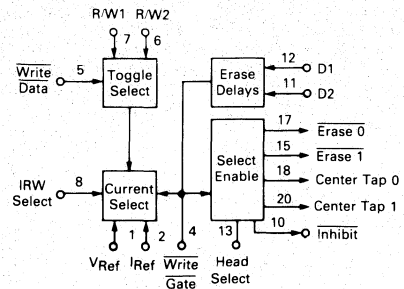 R/W1 R/W2
7 6
Write
Data
5
Toggle
Select
Erase
Delays
12 D1
11 D2
17 Erase 0
15 Erase 1
Select
Enable
18 Center Tap 0
20 Center Tap 1
10 Inhibit
IRW
Select
8
Current
Select
1 2 4 13
VRef IRef Write
Gate
Head
Select